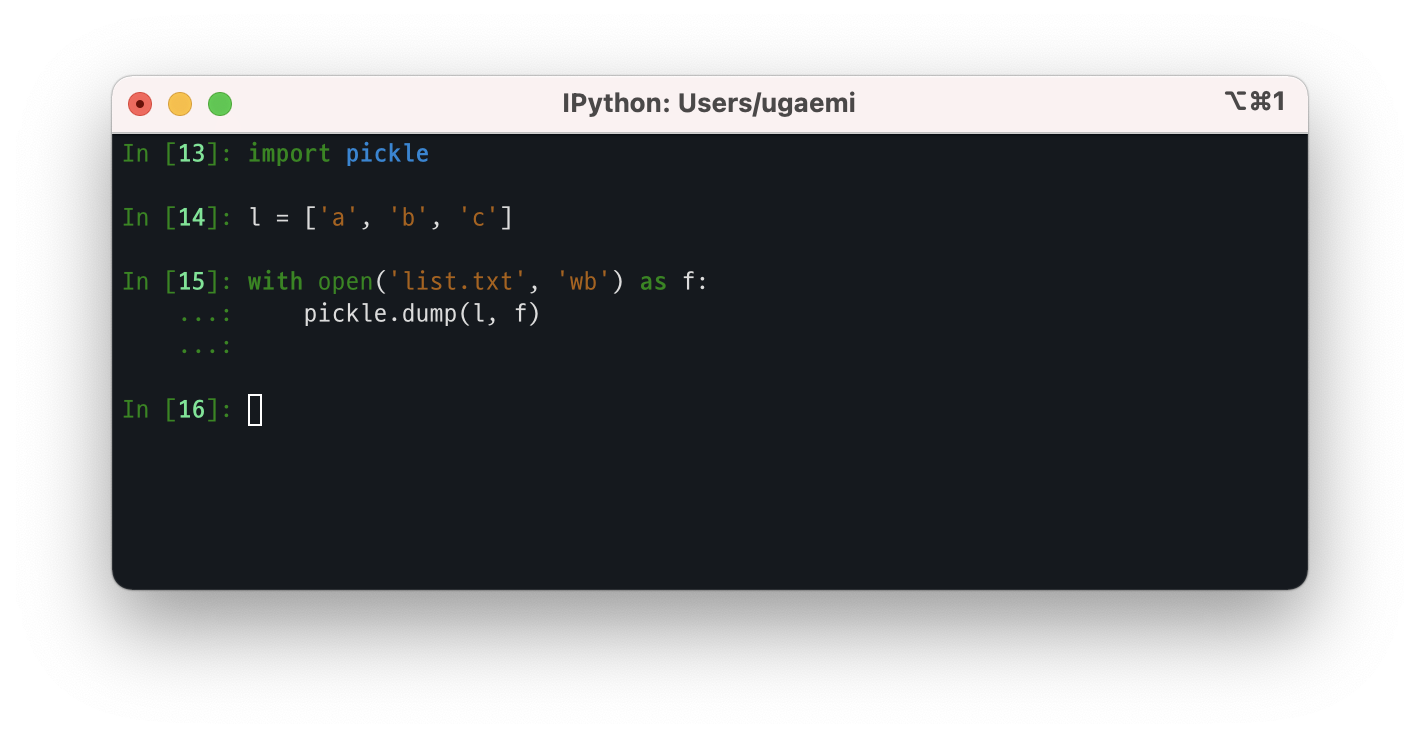 IPython: Users/ugaemi
⌥⌘1
In [13]: import pickle
In [14]: l = ['a', 'b', 'c']
In [15]: with open('list.txt', 'wb') as f:
    ...:     pickle.dump(l, f)
    ...:
In [16]: